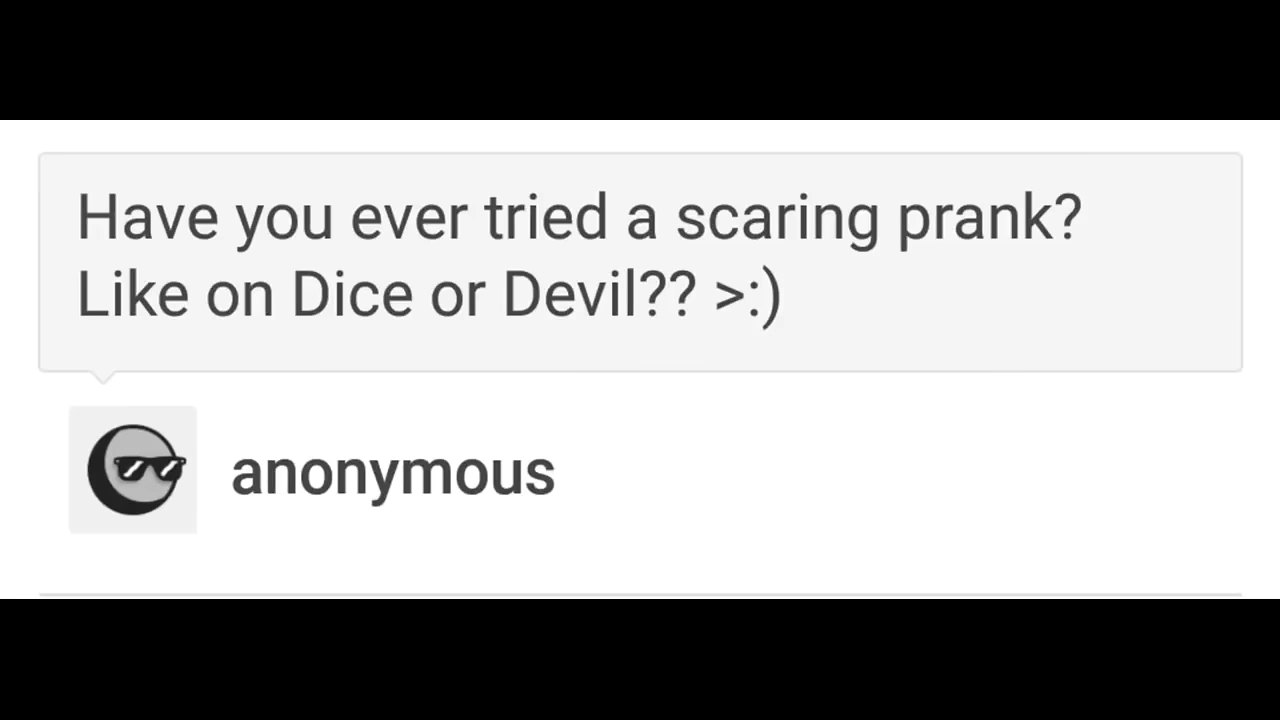 Have you ever tried a scaring prank?
Like on Dice or Devil?? >:)
anonymous